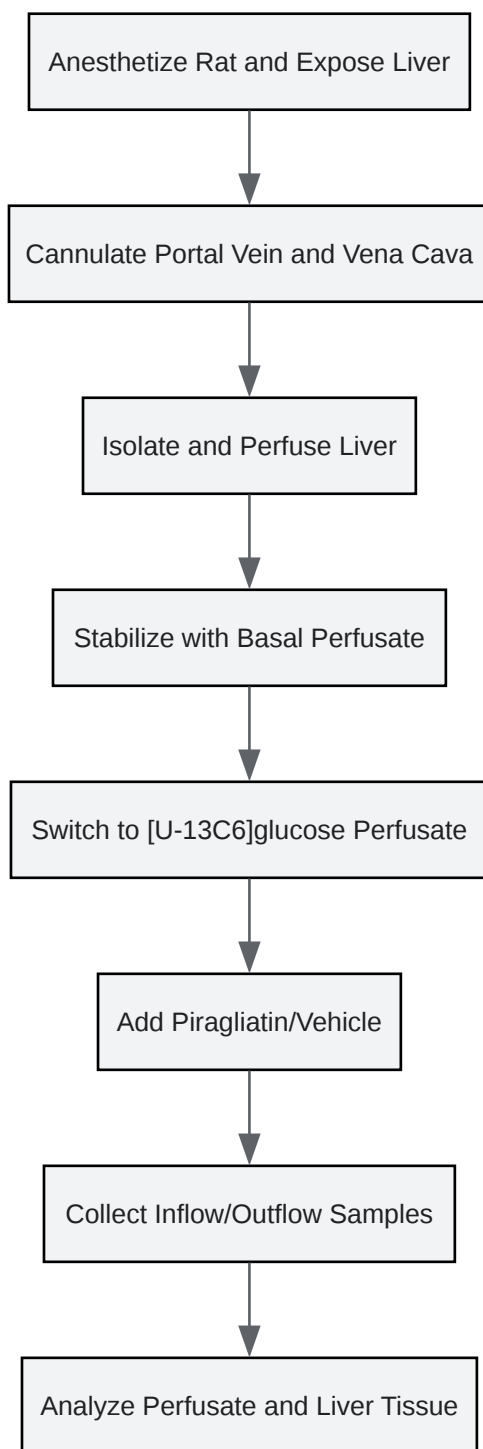 Anesthetize Rat and Expose Liver
Cannulate Portal Vein and Vena Cava
Isolate and Perfuse Liver
Stabilize with Basal Perfusate
Switch to [U-13C6]glucose Perfusate
Add Piragliatin/Vehicle
Collect Inflow/Outflow Samples
Analyze Perfusate and Liver Tissue